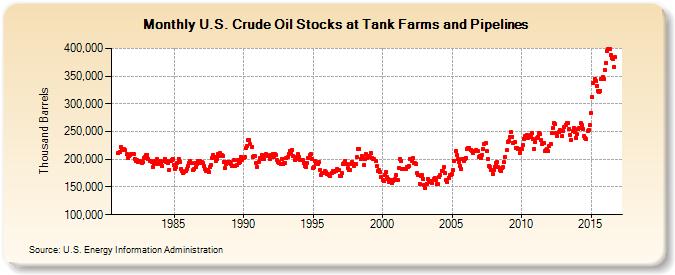 Monthly U.S. Crude Oil Stocks at Tank Farms and Pipelines
Thousand Barrels
400,000
350,000
300,000
250,000
200,000
150,000
100,000
1985 1990 1995 2000 2005 2010 2015
Source: U.S. Energy Information Administration